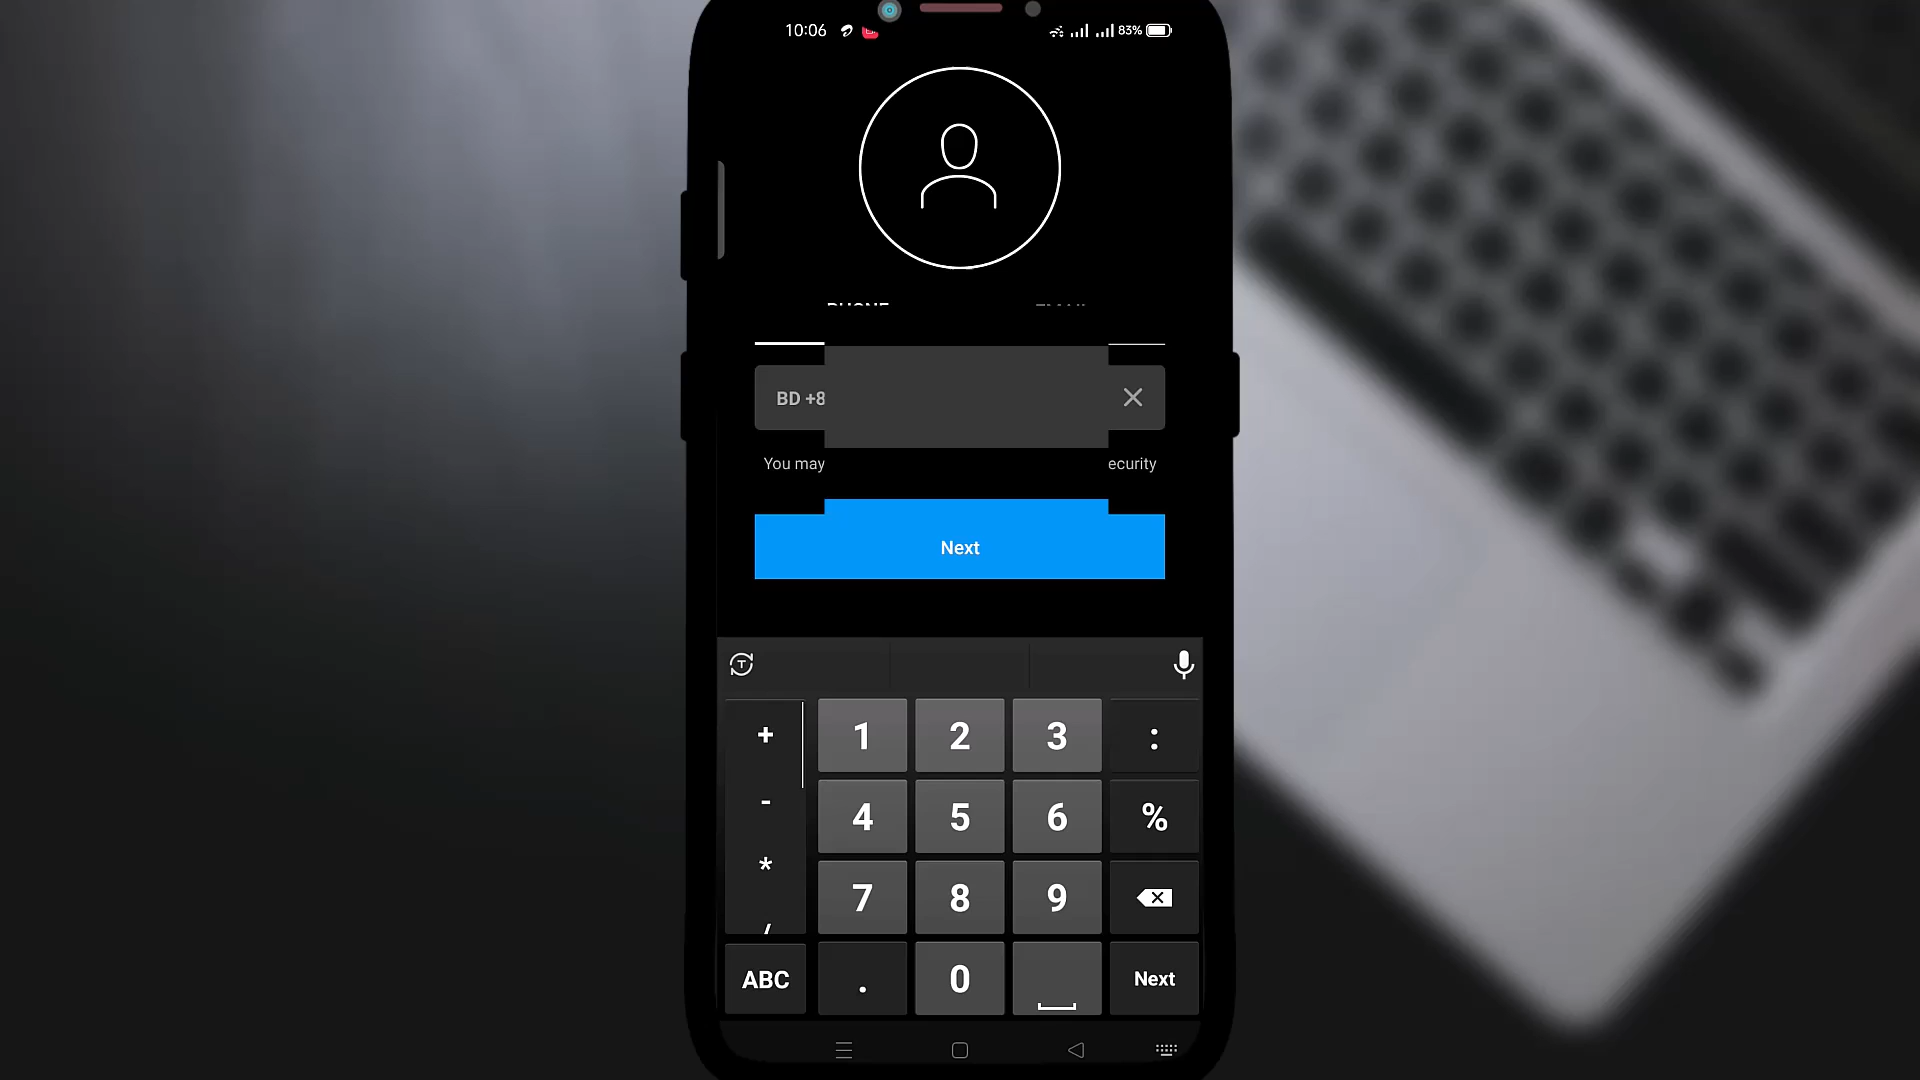 10:06 83%
PHONE
BD +8
You may ecurity
Next
+ 1 2 3 :
- 4 5 6 %
* 7 8 9
/
ABC . 0 Next